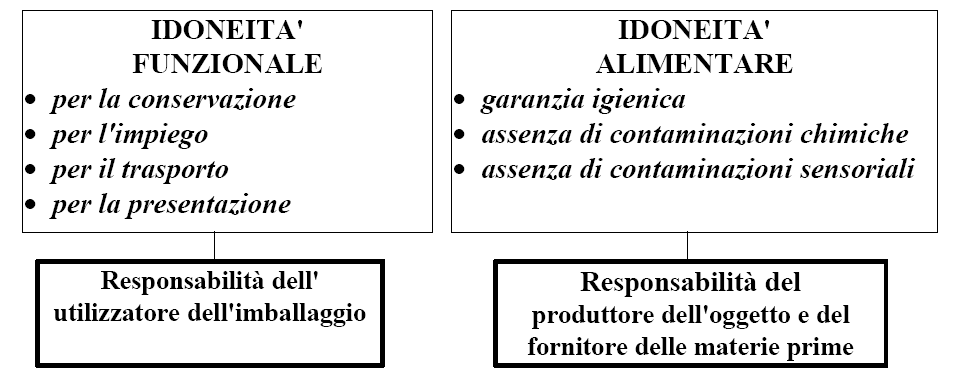 IDONEITA'
FUNZIONALE
• per la conservazione
• per l'impiego
• per il trasporto
• per la presentazione
Responsabilità dell'
utilizzatore dell'imballaggio
IDONEITA'
ALIMENTARE
• garanzia igienica
• assenza di contaminazioni chimiche
• assenza di contaminazioni sensoriali
Responsabilità del
produttore dell'oggetto e del
fornitore delle materie prime